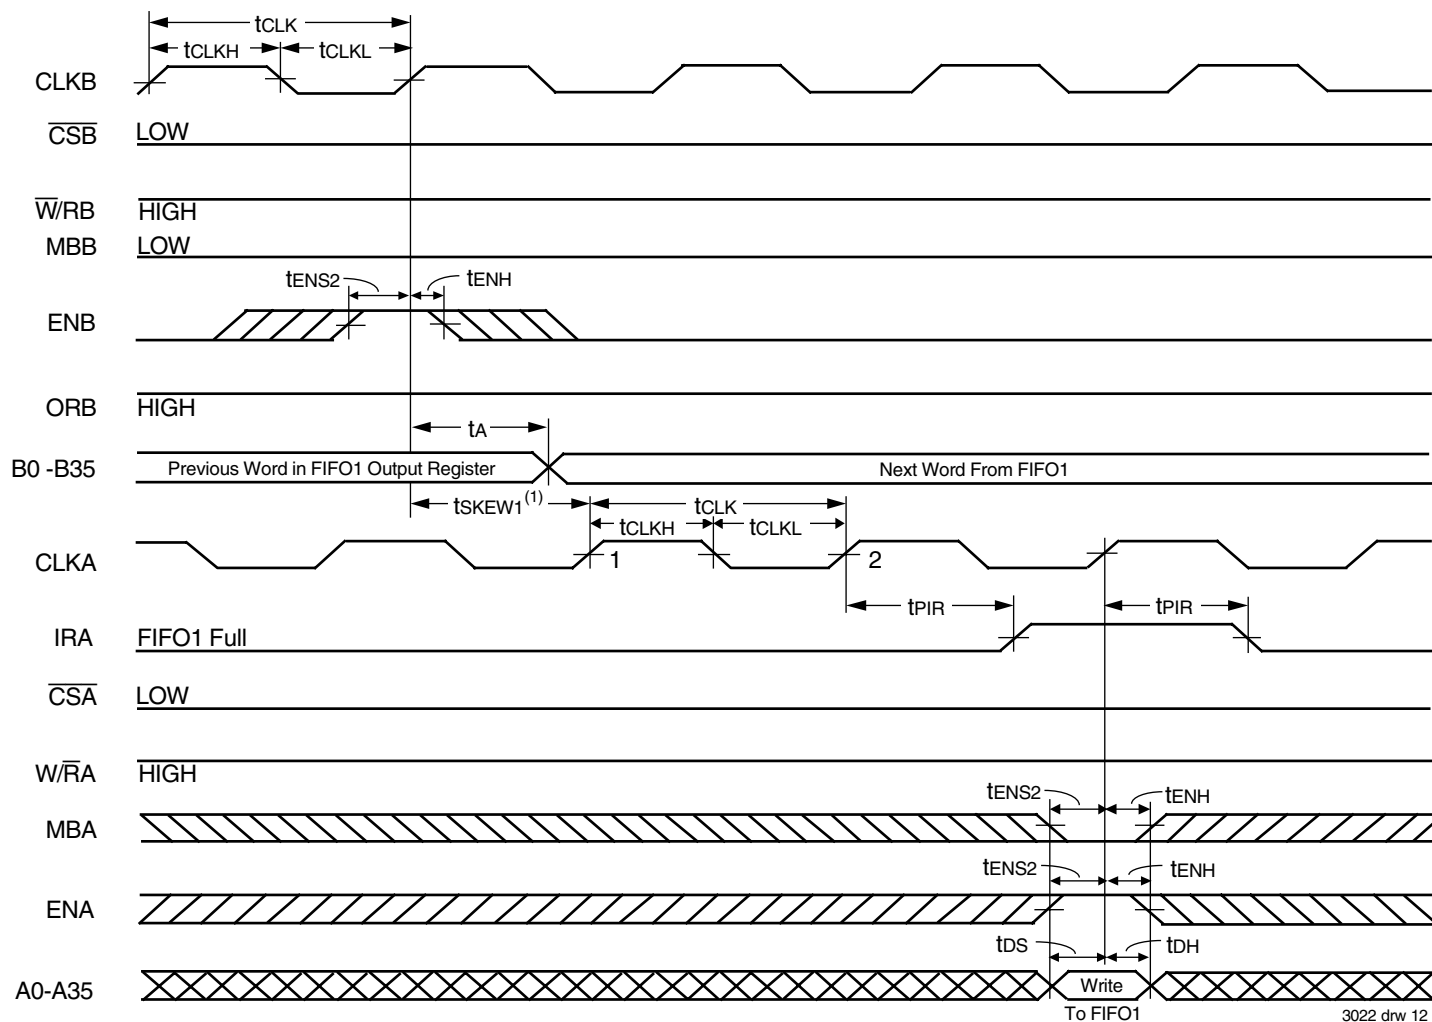 tCLK
tCLKH
tCLKL
CLKB
CSB
LOW
W/RB
HIGH
MBB
LOW
tENS2
tENH
ENB
ORB
HIGH
tA
B0 -B35
Previous Word in FIFO1 Output Register
Next Word From FIFO1
tSKEW1(1)
tCLK
tCLKH
tCLKL
CLKA
1
2
tPIR
tPIR
IRA
FIFO1 Full
CSA
LOW
W/RA
HIGH
tENS2
tENH
MBA
tENS2
tENH
ENA
tDS
tDH
A0-A35
Write
To FIFO1
3022 drw 12